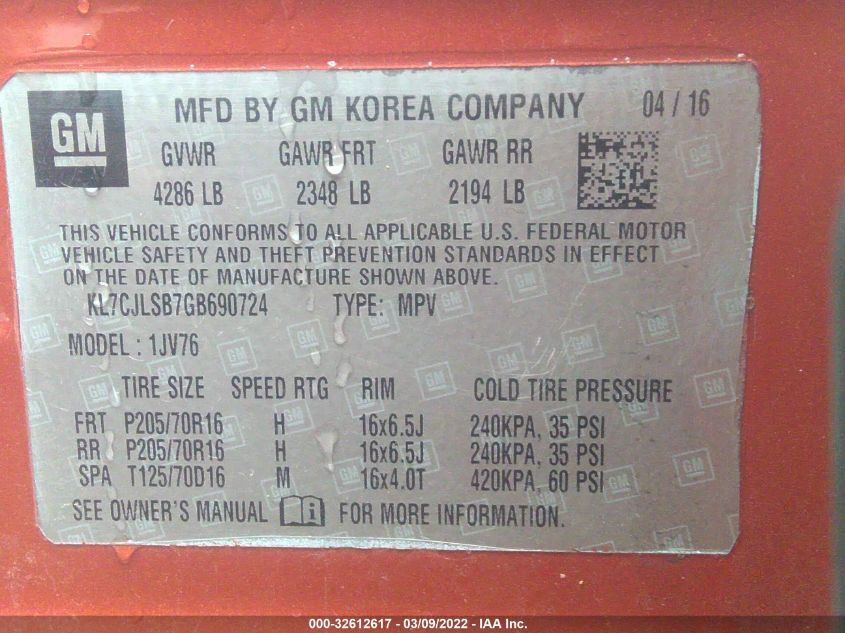 GM MFD BY GM KOREA COMPANY 04 / 16
GVWR GAWR FRT GAWR RR
4286 LB 2348 LB 2194 LB
THIS VEHICLE CONFORMS TO ALL APPLICABLE U.S. FEDERAL MOTOR
VEHICLE SAFETY AND THEFT PREVENTION STANDARDS IN EFFECT
ON THE DATE OF MANUFACTURE SHOWN ABOVE.
KL7CJLSB7GB690724 TYPE: MPV
MODEL : 1JV76
TIRE SIZE SPEED RTG RIM COLD TIRE PRESSURE
FRT P205/70R16 H 16x6.5J 240KPA, 35 PSI
RR P205/70R16 H 16x6.5J 240KPA, 35 PSI
SPA T125/70D16 M 16x4.0T 420KPA, 60 PSI
SEE OWNER'S MANUAL i FOR MORE INFORMATION.
000-32612617 - 03/09/2022 - IAA Inc.